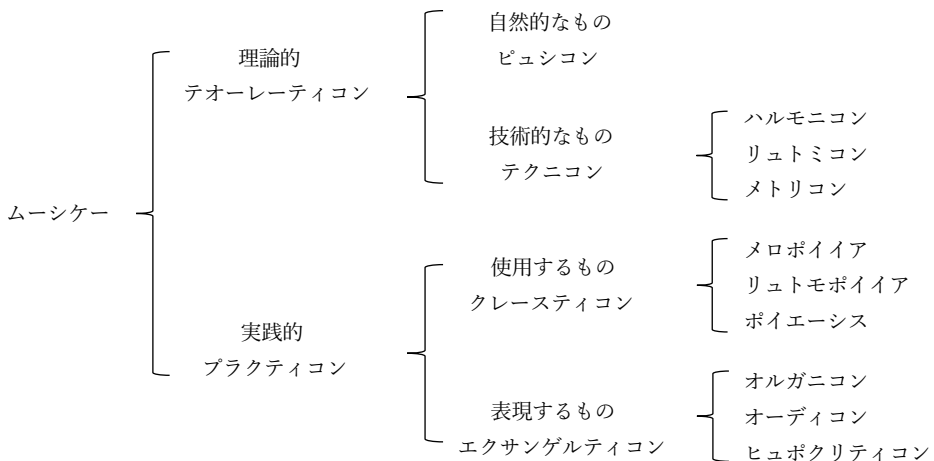 ムーシケー
理論的
テオーレーティコン
自然的なもの
ピュシコン
技術的なもの
テクニコン
ハルモニコン
リュトミコン
メトリコン
実践的
プラクティコン
使用するもの
クレースティコン
メロポイイア
リュトモポイイア
ポイエーシス
表現するもの
エクサンゲルティコン
オルガニコン
オーディコン
ヒュポクリティコン